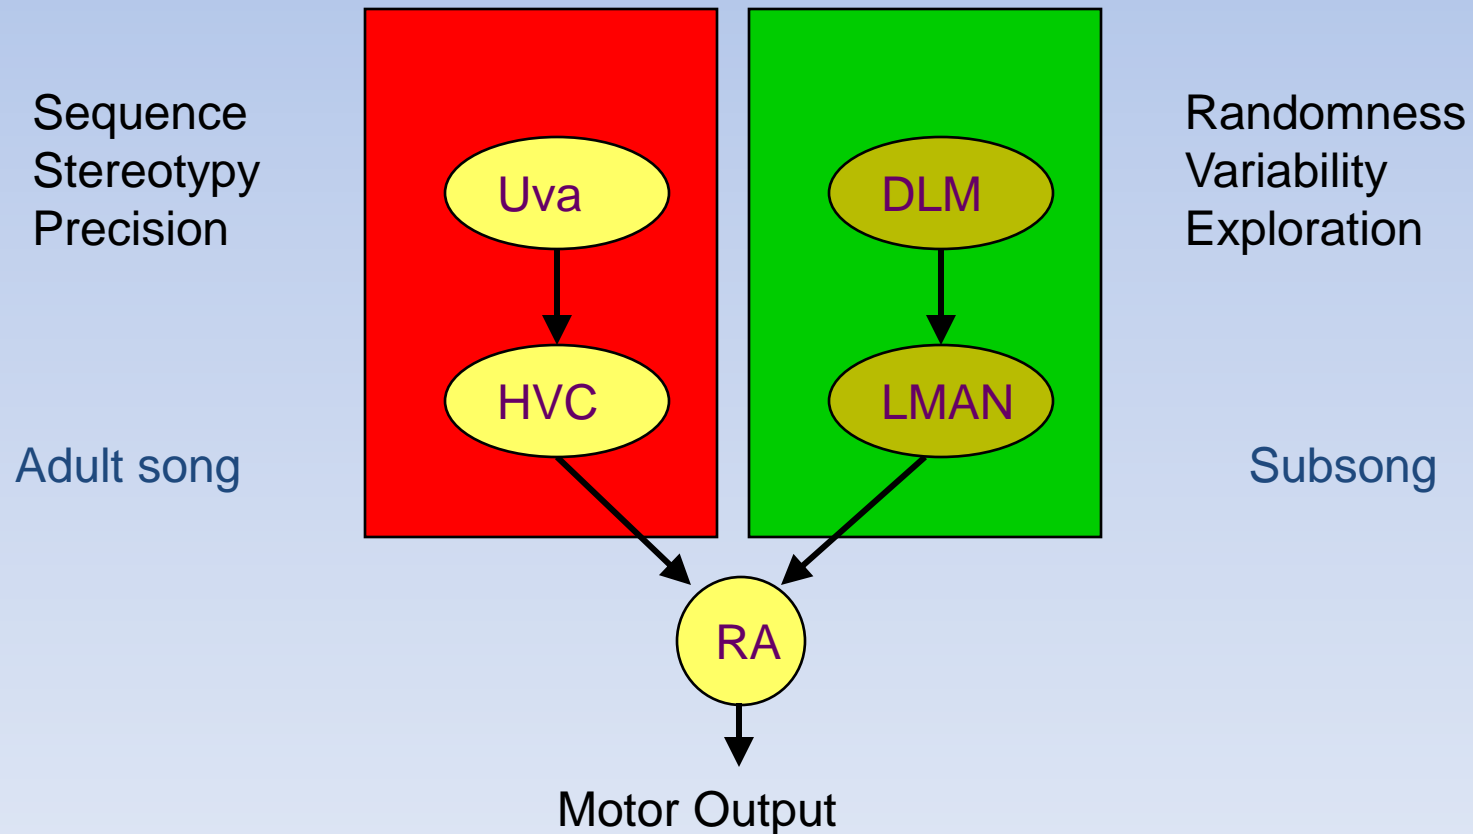 Sequence
Stereotypy
Precision
Uva
DLM
Randomness
Variability
Exploration
HVC
LMAN
Adult song
Subsong
RA
Motor Output